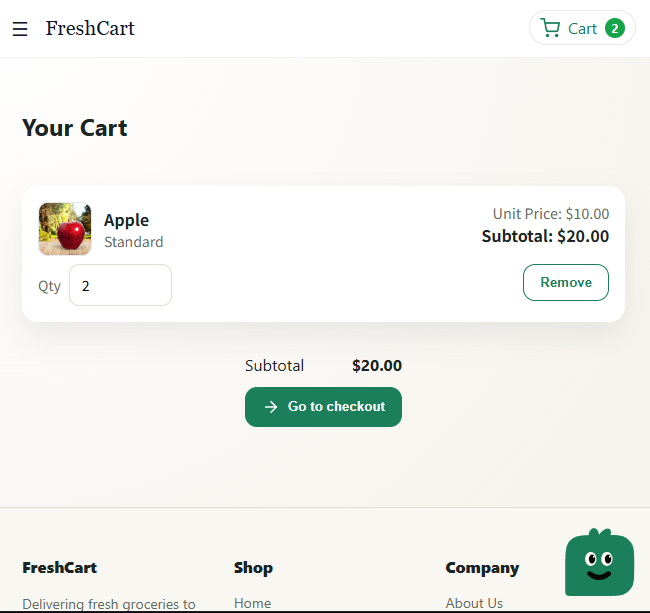 FreshCart
Cart 2
Your Cart
Apple
Standard
Unit Price: $10.00
Subtotal: $20.00
Qty 2
Remove
Subtotal $20.00
Go to checkout
FreshCart
Shop
Company
Delivering fresh groceries to
Home
About Us